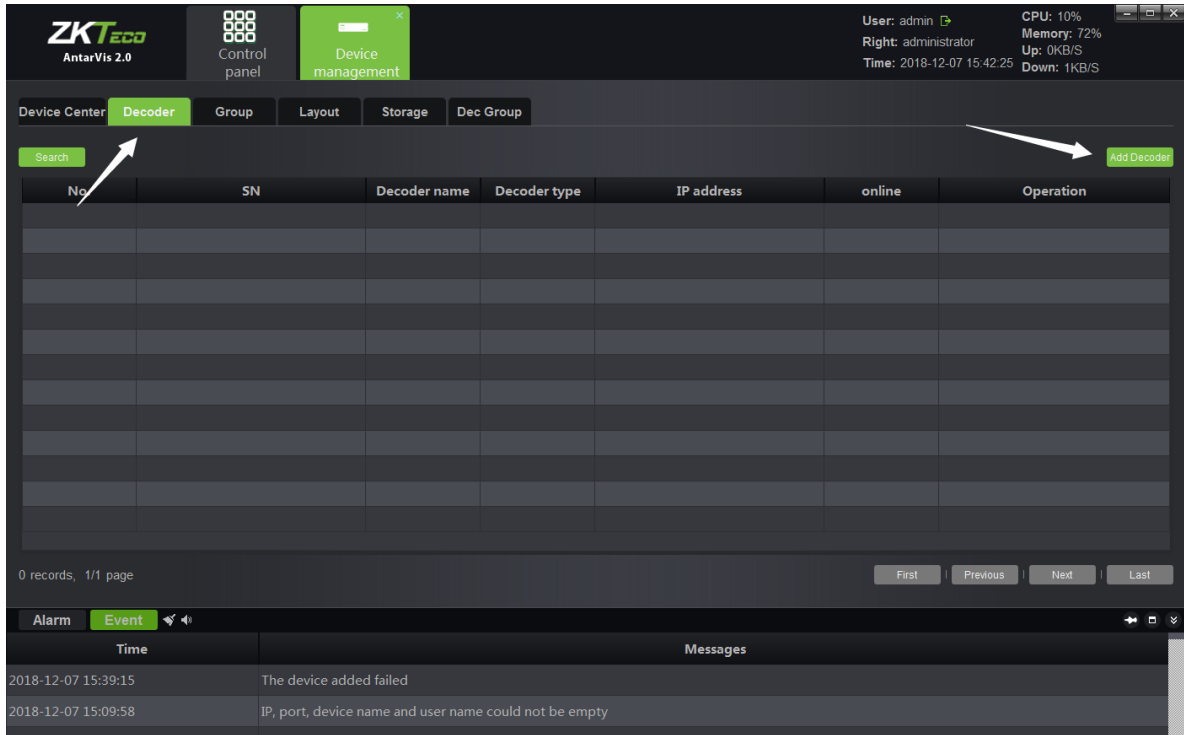 ZKTeco
AntarVis 2.0
Control panel
Device management
×
User: admin
Right: administrator
Time: 2018-12-07 15:42:25
CPU: 10%
Memory: 72%
Up: 0KB/S
Down: 1KB/S
Device Center Decoder Group Layout Storage Dec Group
Search Add Decoder
No. SN Decoder name Decoder type IP address online Operation
0 records, 1/1 page First Previous Next Last
Alarm Event
Time Messages
2018-12-07 15:39:15 The device added failed
2018-12-07 15:09:58 IP, port, device name and user name could not be empty